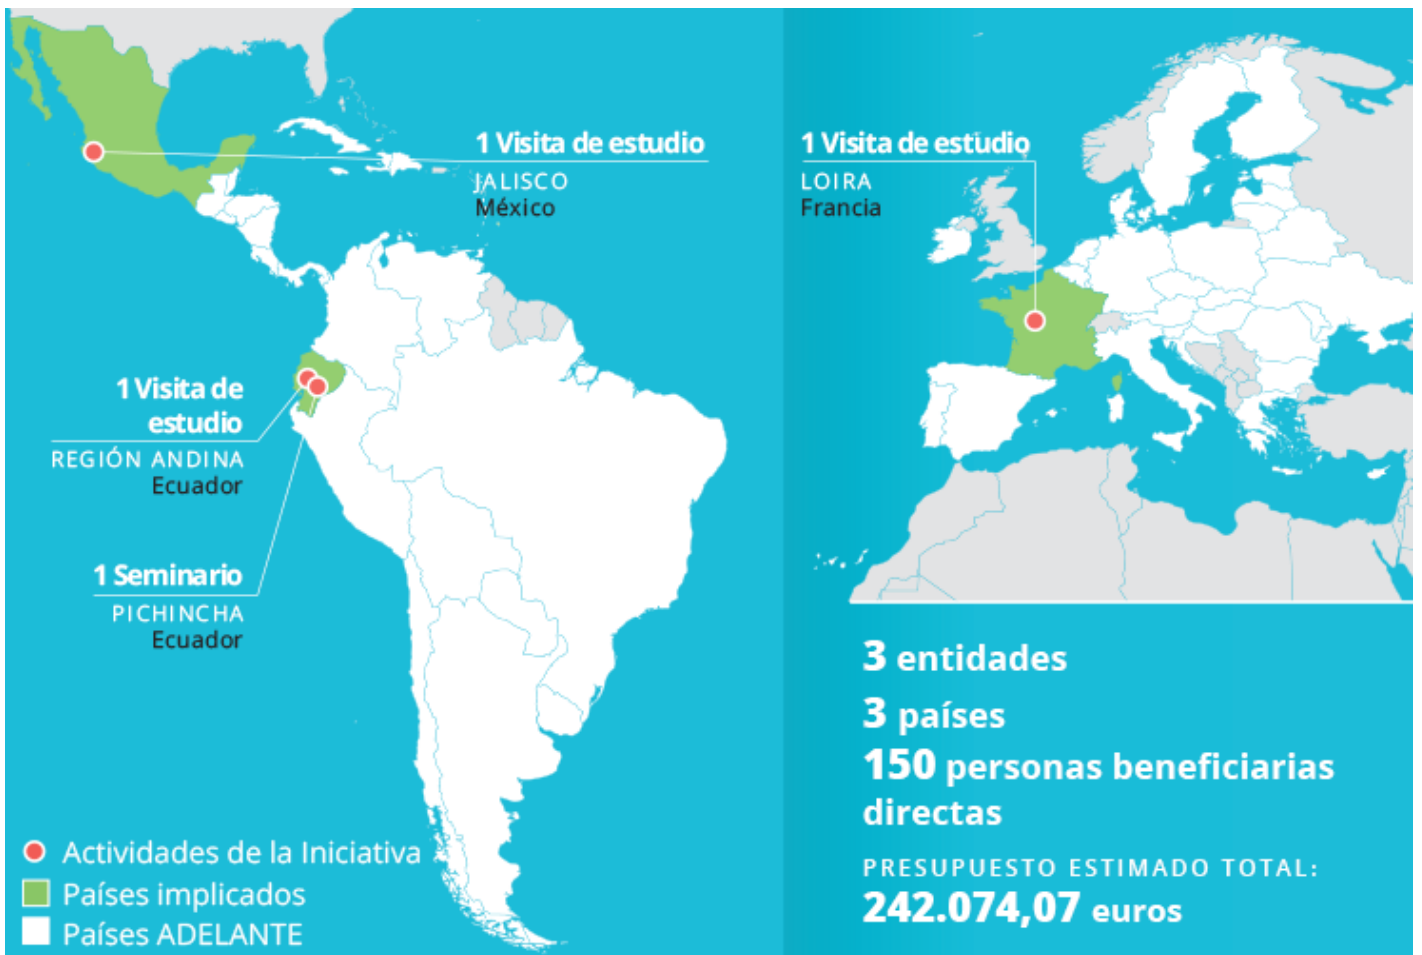 1 Visita de estudio
JALISCO
México
1 Visita de estudio
LOIRA
Francia
1 Visita de
estudio
REGIÓN ANDINA
Ecuador
1 Seminario
PICHINCHA
Ecuador
Actividades de la Iniciativa
Países implicados
Países ADELANTE
3 entidades
3 países
150 personas beneficiarias
directas
PRESUPUESTO ESTIMADO TOTAL:
242.074,07 euros